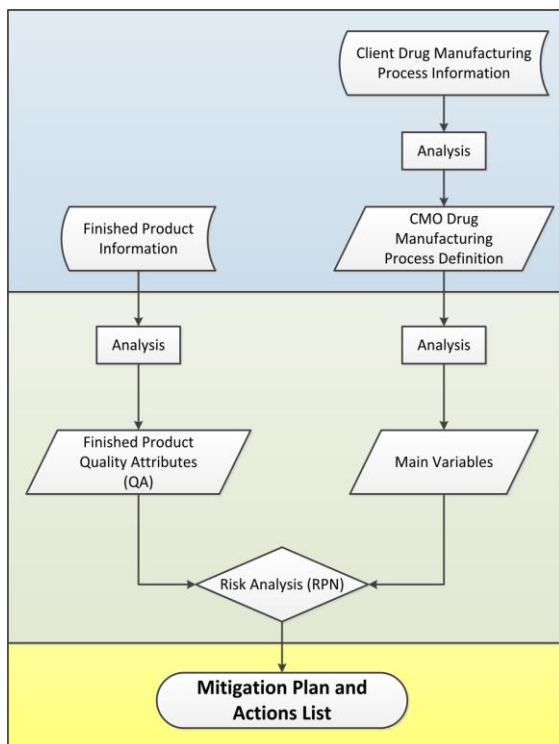 Client Drug Manufacturing
Process Information
Analysis
CMO Drug
Manufacturing
Process Definition
Finished Product
Information
Analysis
Analysis
Finished Product
Quality Attributes
(QA)
Main Variables
Risk Analysis (RPN)
Mitigation Plan and
Actions List